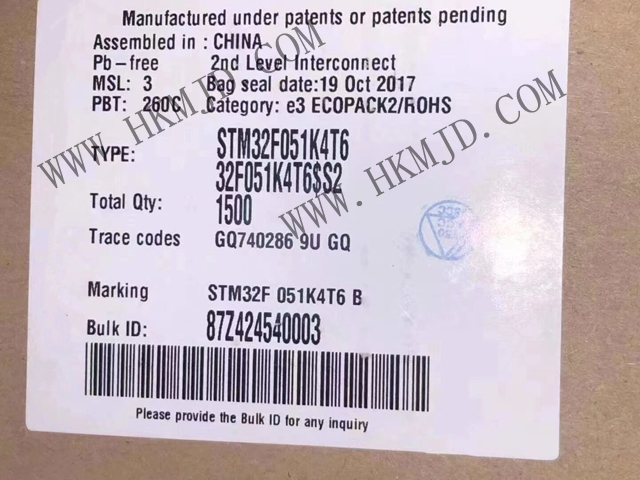 Manufactured under patents or patents pending
Assembled in : CHINA
Pb-free 2nd Level Interconnect
MSL: 3 Bag seal date:19 Oct 2017
PBT: 260C Category: e3 ECOPACK2/ROHS
TYPE: STM32F051K4T6
32F051K4T6$S2
Total Qty: 1500
Trace codes GQ740286 9U GQ
Marking STM32F 051K4T6 B
Bulk ID: 87Z424540003
Please provide the Bulk ID for any inquiry
WWW.HKMJD.COM
WWW.HKMJD.COM